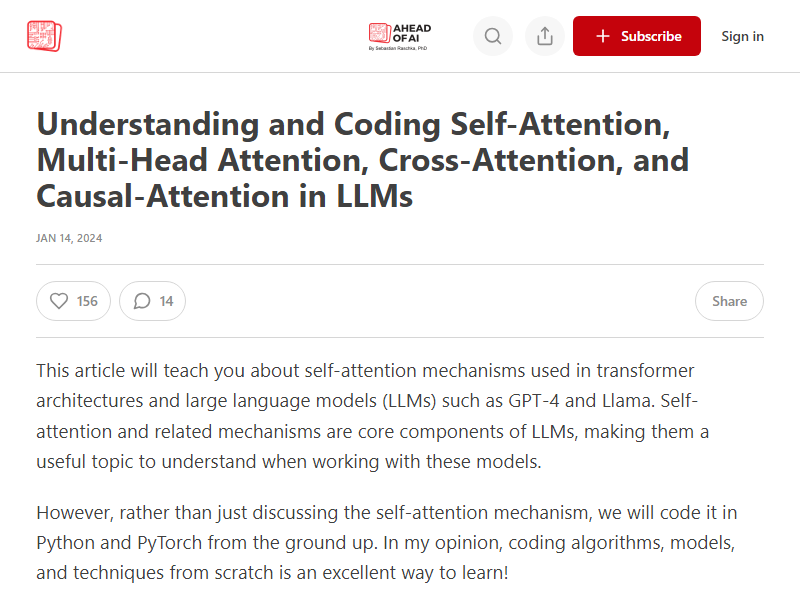 AHEAD
OF AI
By Sebastian Raschka, PhD
Subscribe
Sign in
Understanding and Coding Self-Attention,
Multi-Head Attention, Cross-Attention, and
Causal-Attention in LLMs
JAN 14, 2024
156
14
Share
This article will teach you about self-attention mechanisms used in transformer
architectures and large language models (LLMs) such as GPT-4 and Llama. Self-
attention and related mechanisms are core components of LLMs, making them a
useful topic to understand when working with these models.
However, rather than just discussing the self-attention mechanism, we will code it in
Python and PyTorch from the ground up. In my opinion, coding algorithms, models,
and techniques from scratch is an excellent way to learn!